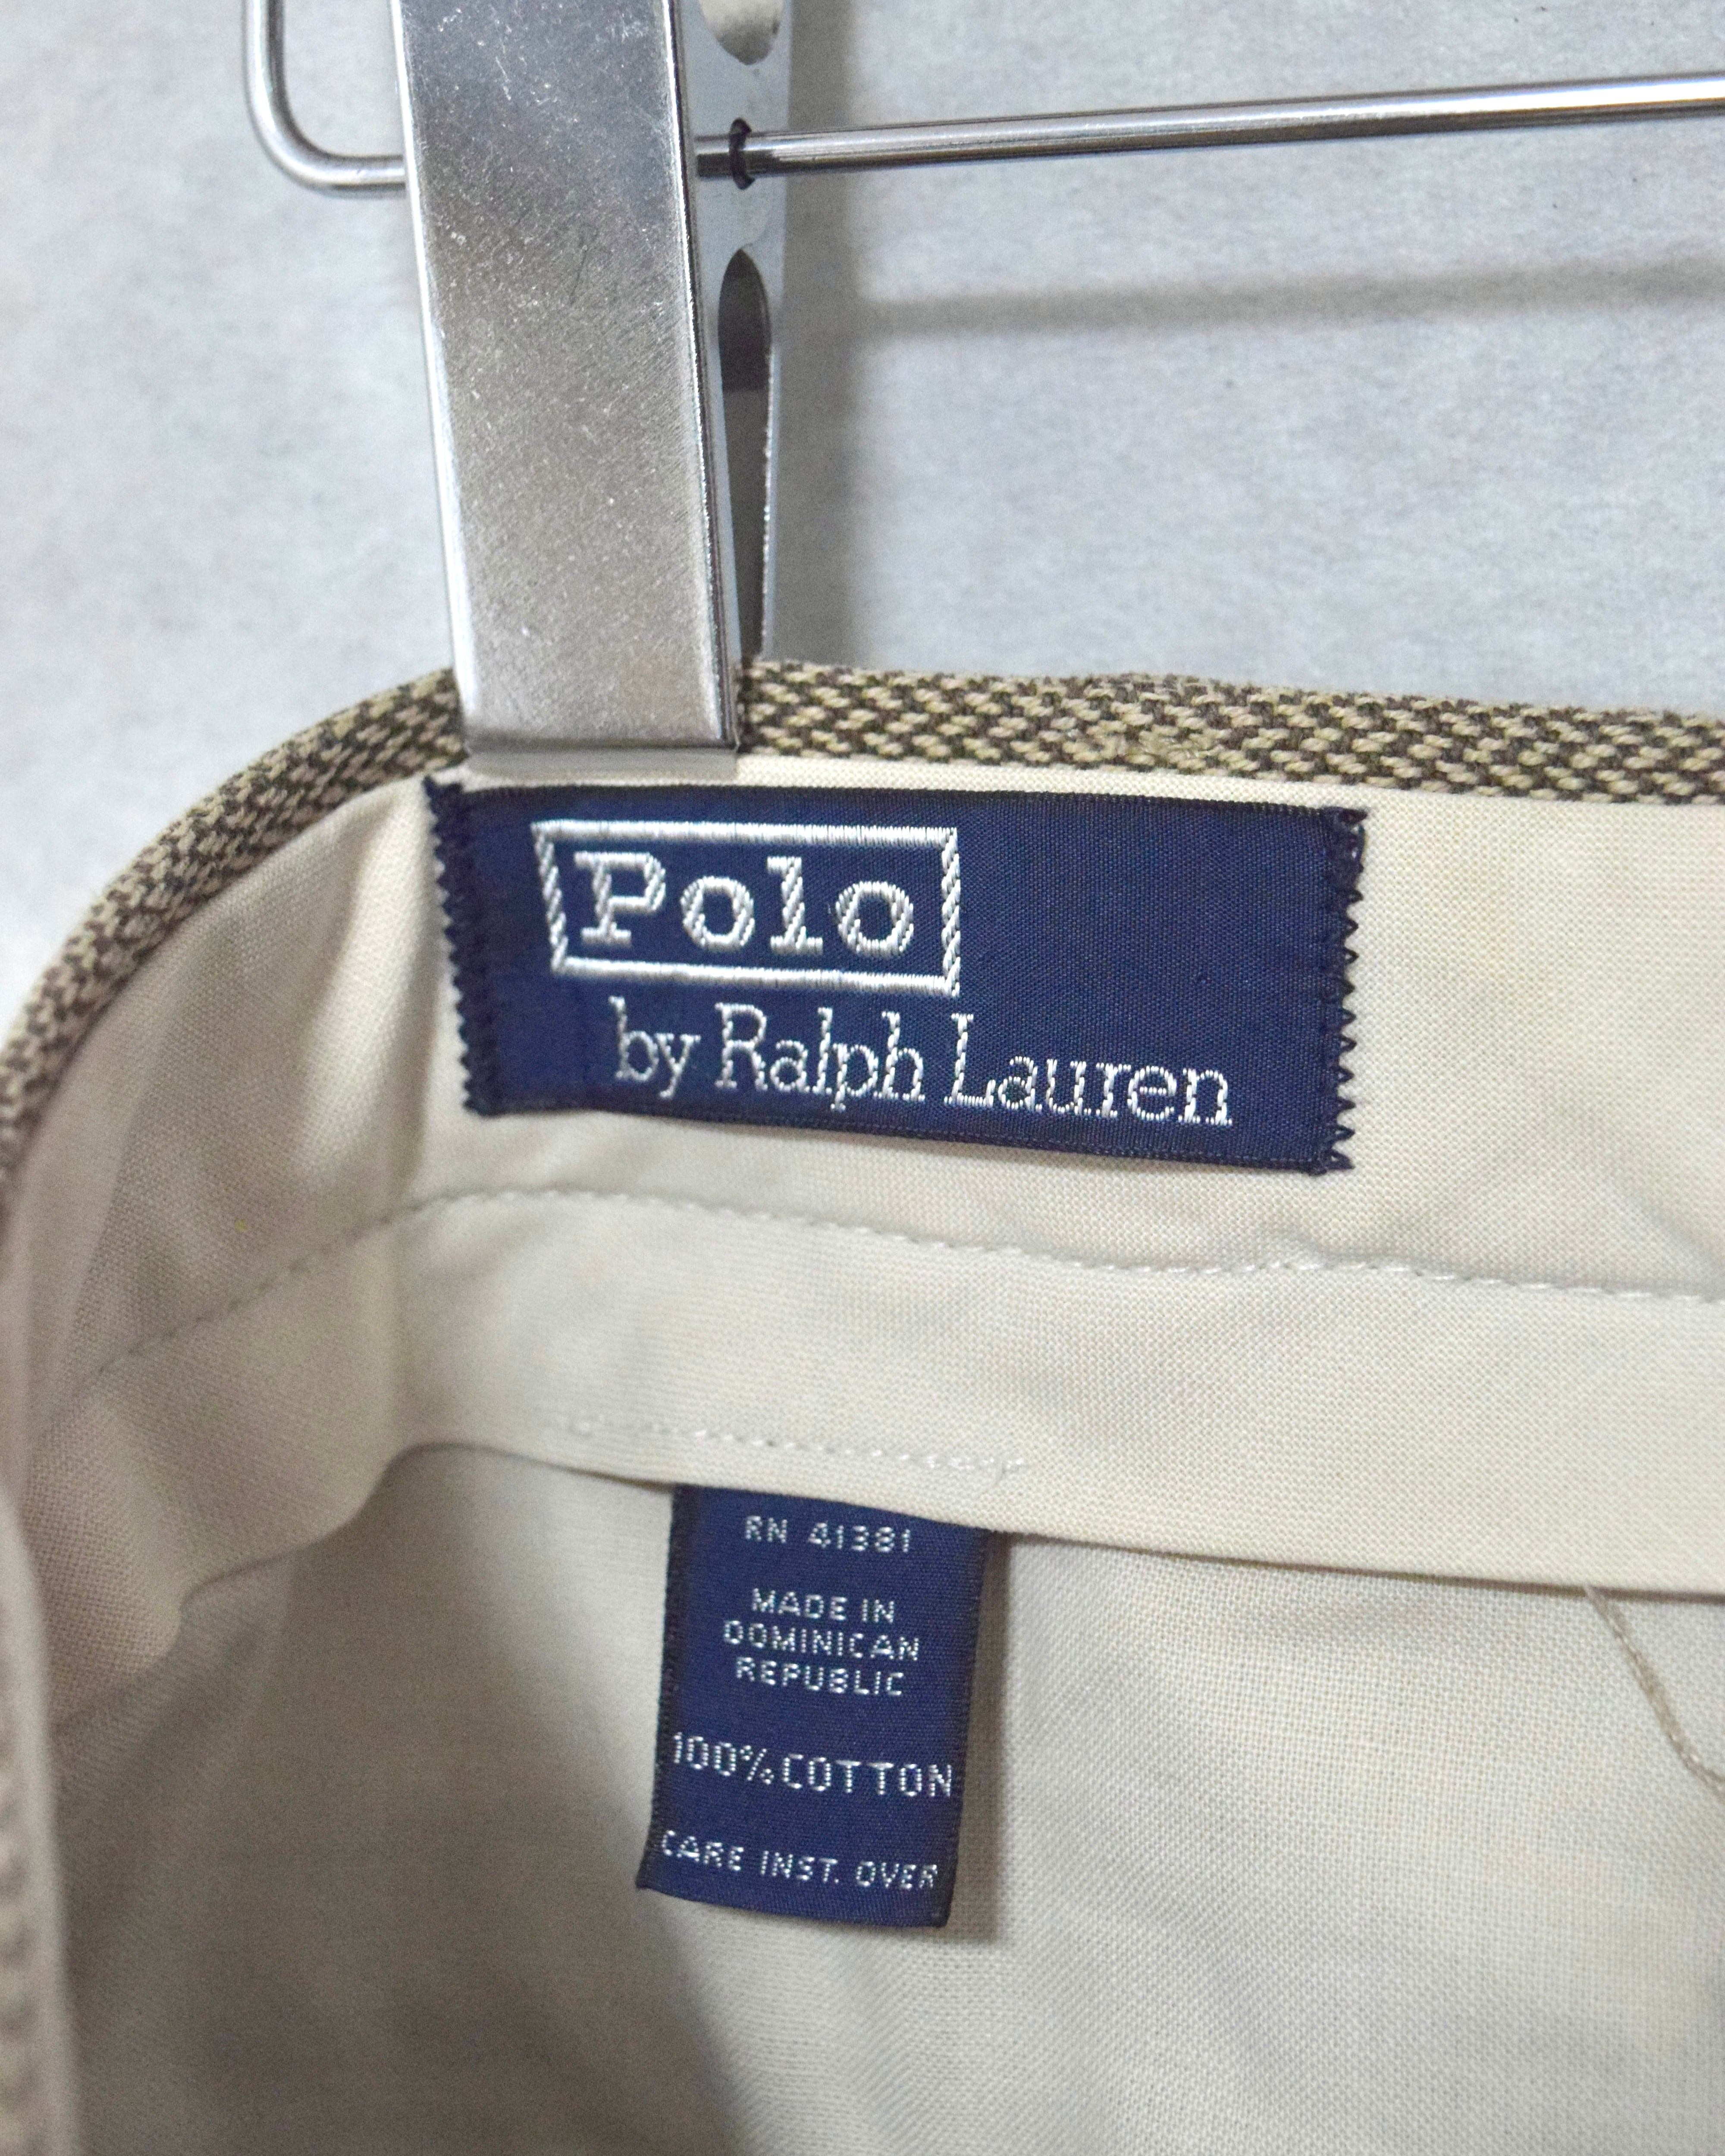 Polo
by Ralph Lauren
RN 41381
MADE IN
DOMINICAN
REPUBLIC
100% COTTON
CARE INST. OVER